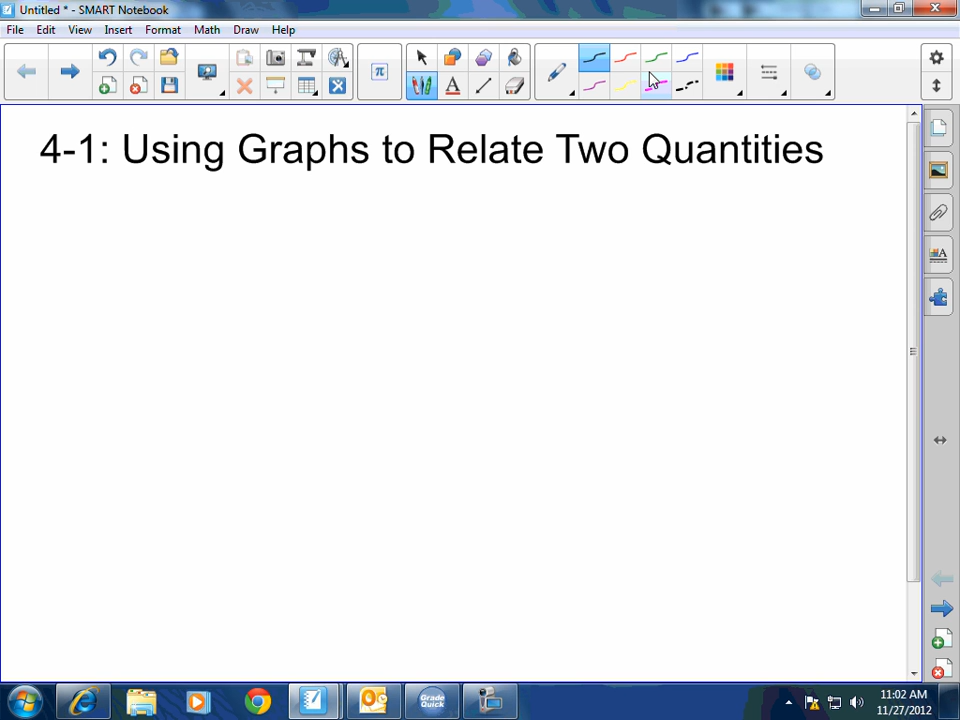 Untitled * - SMART Notebook
File Edit View Insert Format Math Draw Help
π
A
A
4-1: Using Graphs to Relate Two Quantities
Grade
Quick
11:02 AM
11/27/2012